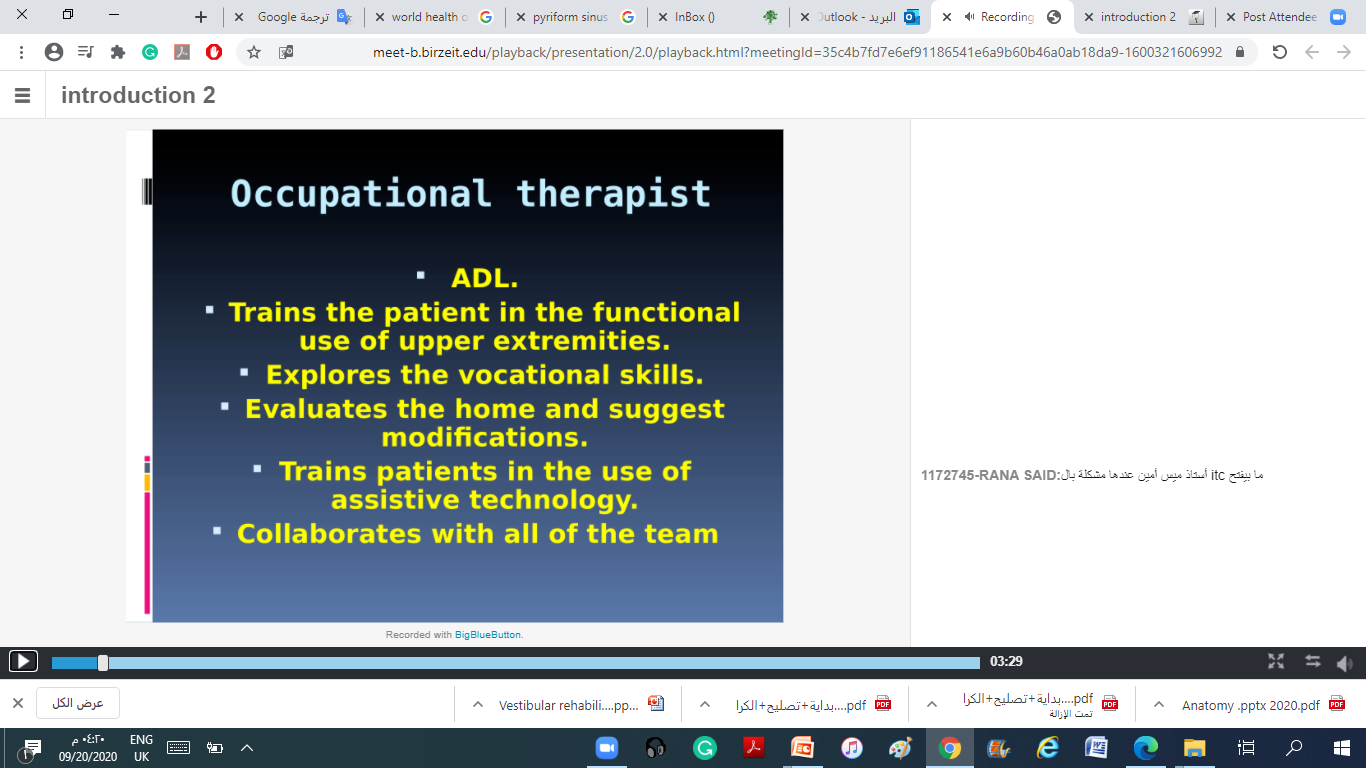 ترجمة Google
world health o
pyriform sinus
InBox ()
البريد - Outlook
Recording
introduction 2
Post Attendee
meet-b.birzeit.edu/playback/presentation/2.0/playback.html?meetingId=35c4b7fd7e6ef91186541e6a9b60b46a0ab18da9-1600321606992
introduction 2
Occupational therapist
ADL.
Trains the patient in the functional
use of upper extremities.
Explores the vocational skills.
Evaluates the home and suggest
modifications.
Trains patients in the use of
assistive technology.
Collaborates with all of the team
1172745-RANA SAID: أستاذ ميس أمين عندها مشكلة بال itc ما بيفتح
Recorded with BigBlueButton.
03:29
عرض الكل
Vestibular rehabili....pp...
بداية+تصليح+الكرا....pdf
بداية+تصليح+الكرا....pdf
تمت الإزالة
Anatomy .pptx 2020.pdf
٠٤:٢٠ م
09/20/2020
ENG
UK
1